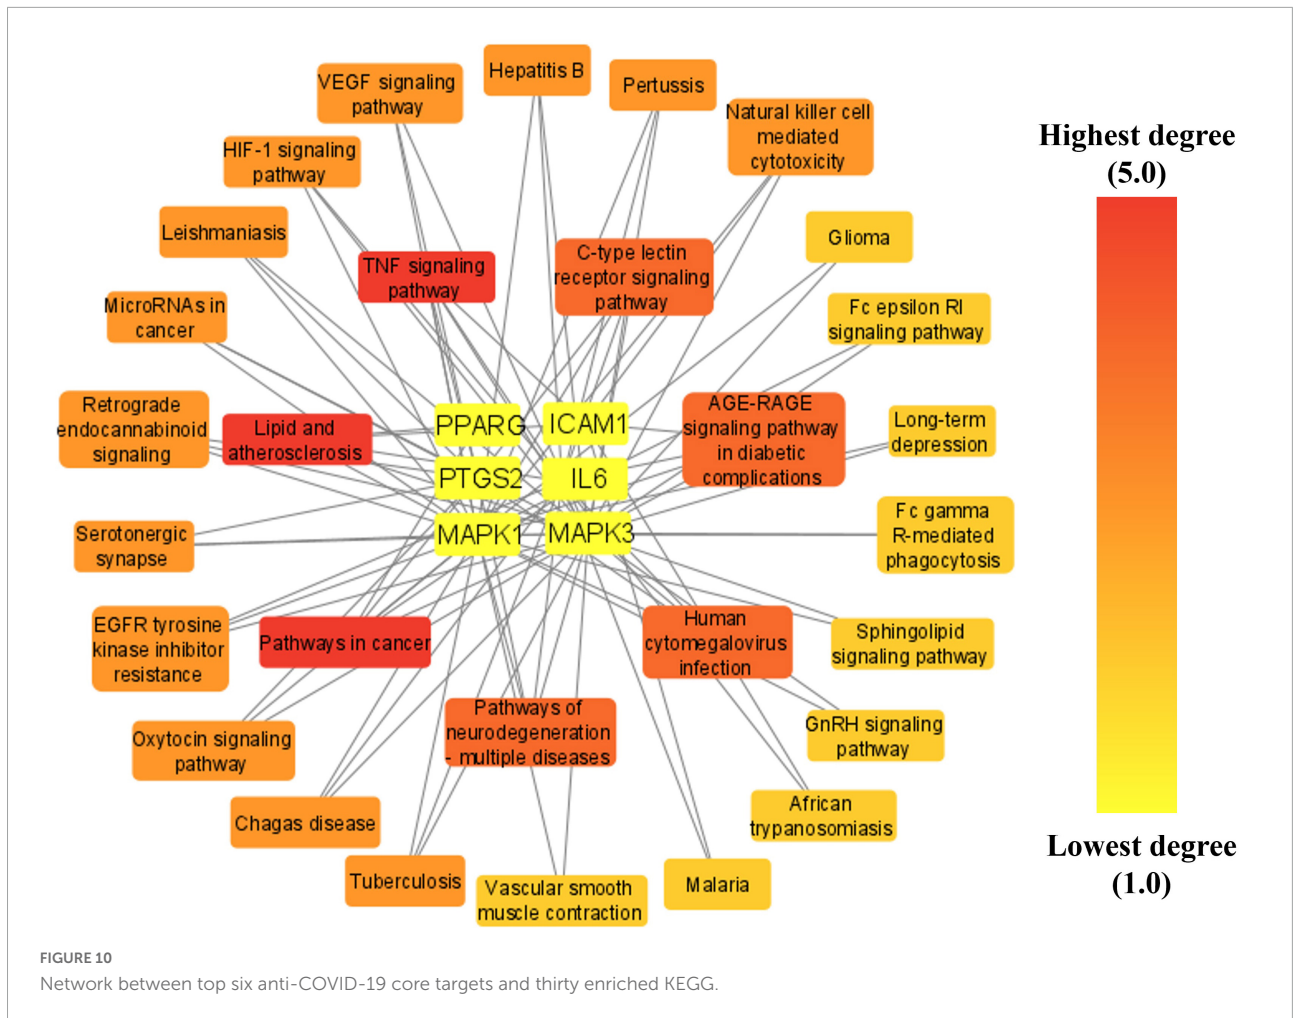 Hepatitis B
Pertussis
VEGF signaling
pathway
Natural killer cell
mediated
cytotoxicity
HIF-1 signaling
pathway
Leishmaniasis
Glioma
TNF signaling
pathway
C-type lectin
receptor signaling
pathway
MicroRNAs in
cancer
Fc epsilon RI
signaling pathway
Retrograde
endocannabinoid
signaling
Lipid and
atherosclerosis
PPARG
ICAM1
AGE-RAGE
signaling pathway
in diabetic
complications
Long-term
depression
PTGS2
IL6
Serotonergic
synapse
MAPK1
MAPK3
Fc gamma
R-mediated
phagocytosis
EGFR tyrosine
kinase inhibitor
resistance
Pathways in cancer
Human
cytomegalovirus
infection
Sphingolipid
signaling pathway
Oxytocin signaling
pathway
Pathways of
neurodegeneration
- multiple diseases
GnRH signaling
pathway
Chagas disease
African
trypanosomiasis
Tuberculosis
Vascular smooth
muscle contraction
Malaria
Highest degree
(5.0)
Lowest degree
(1.0)
FIGURE 10
Network between top six anti-COVID-19 core targets and thirty enriched KEGG.